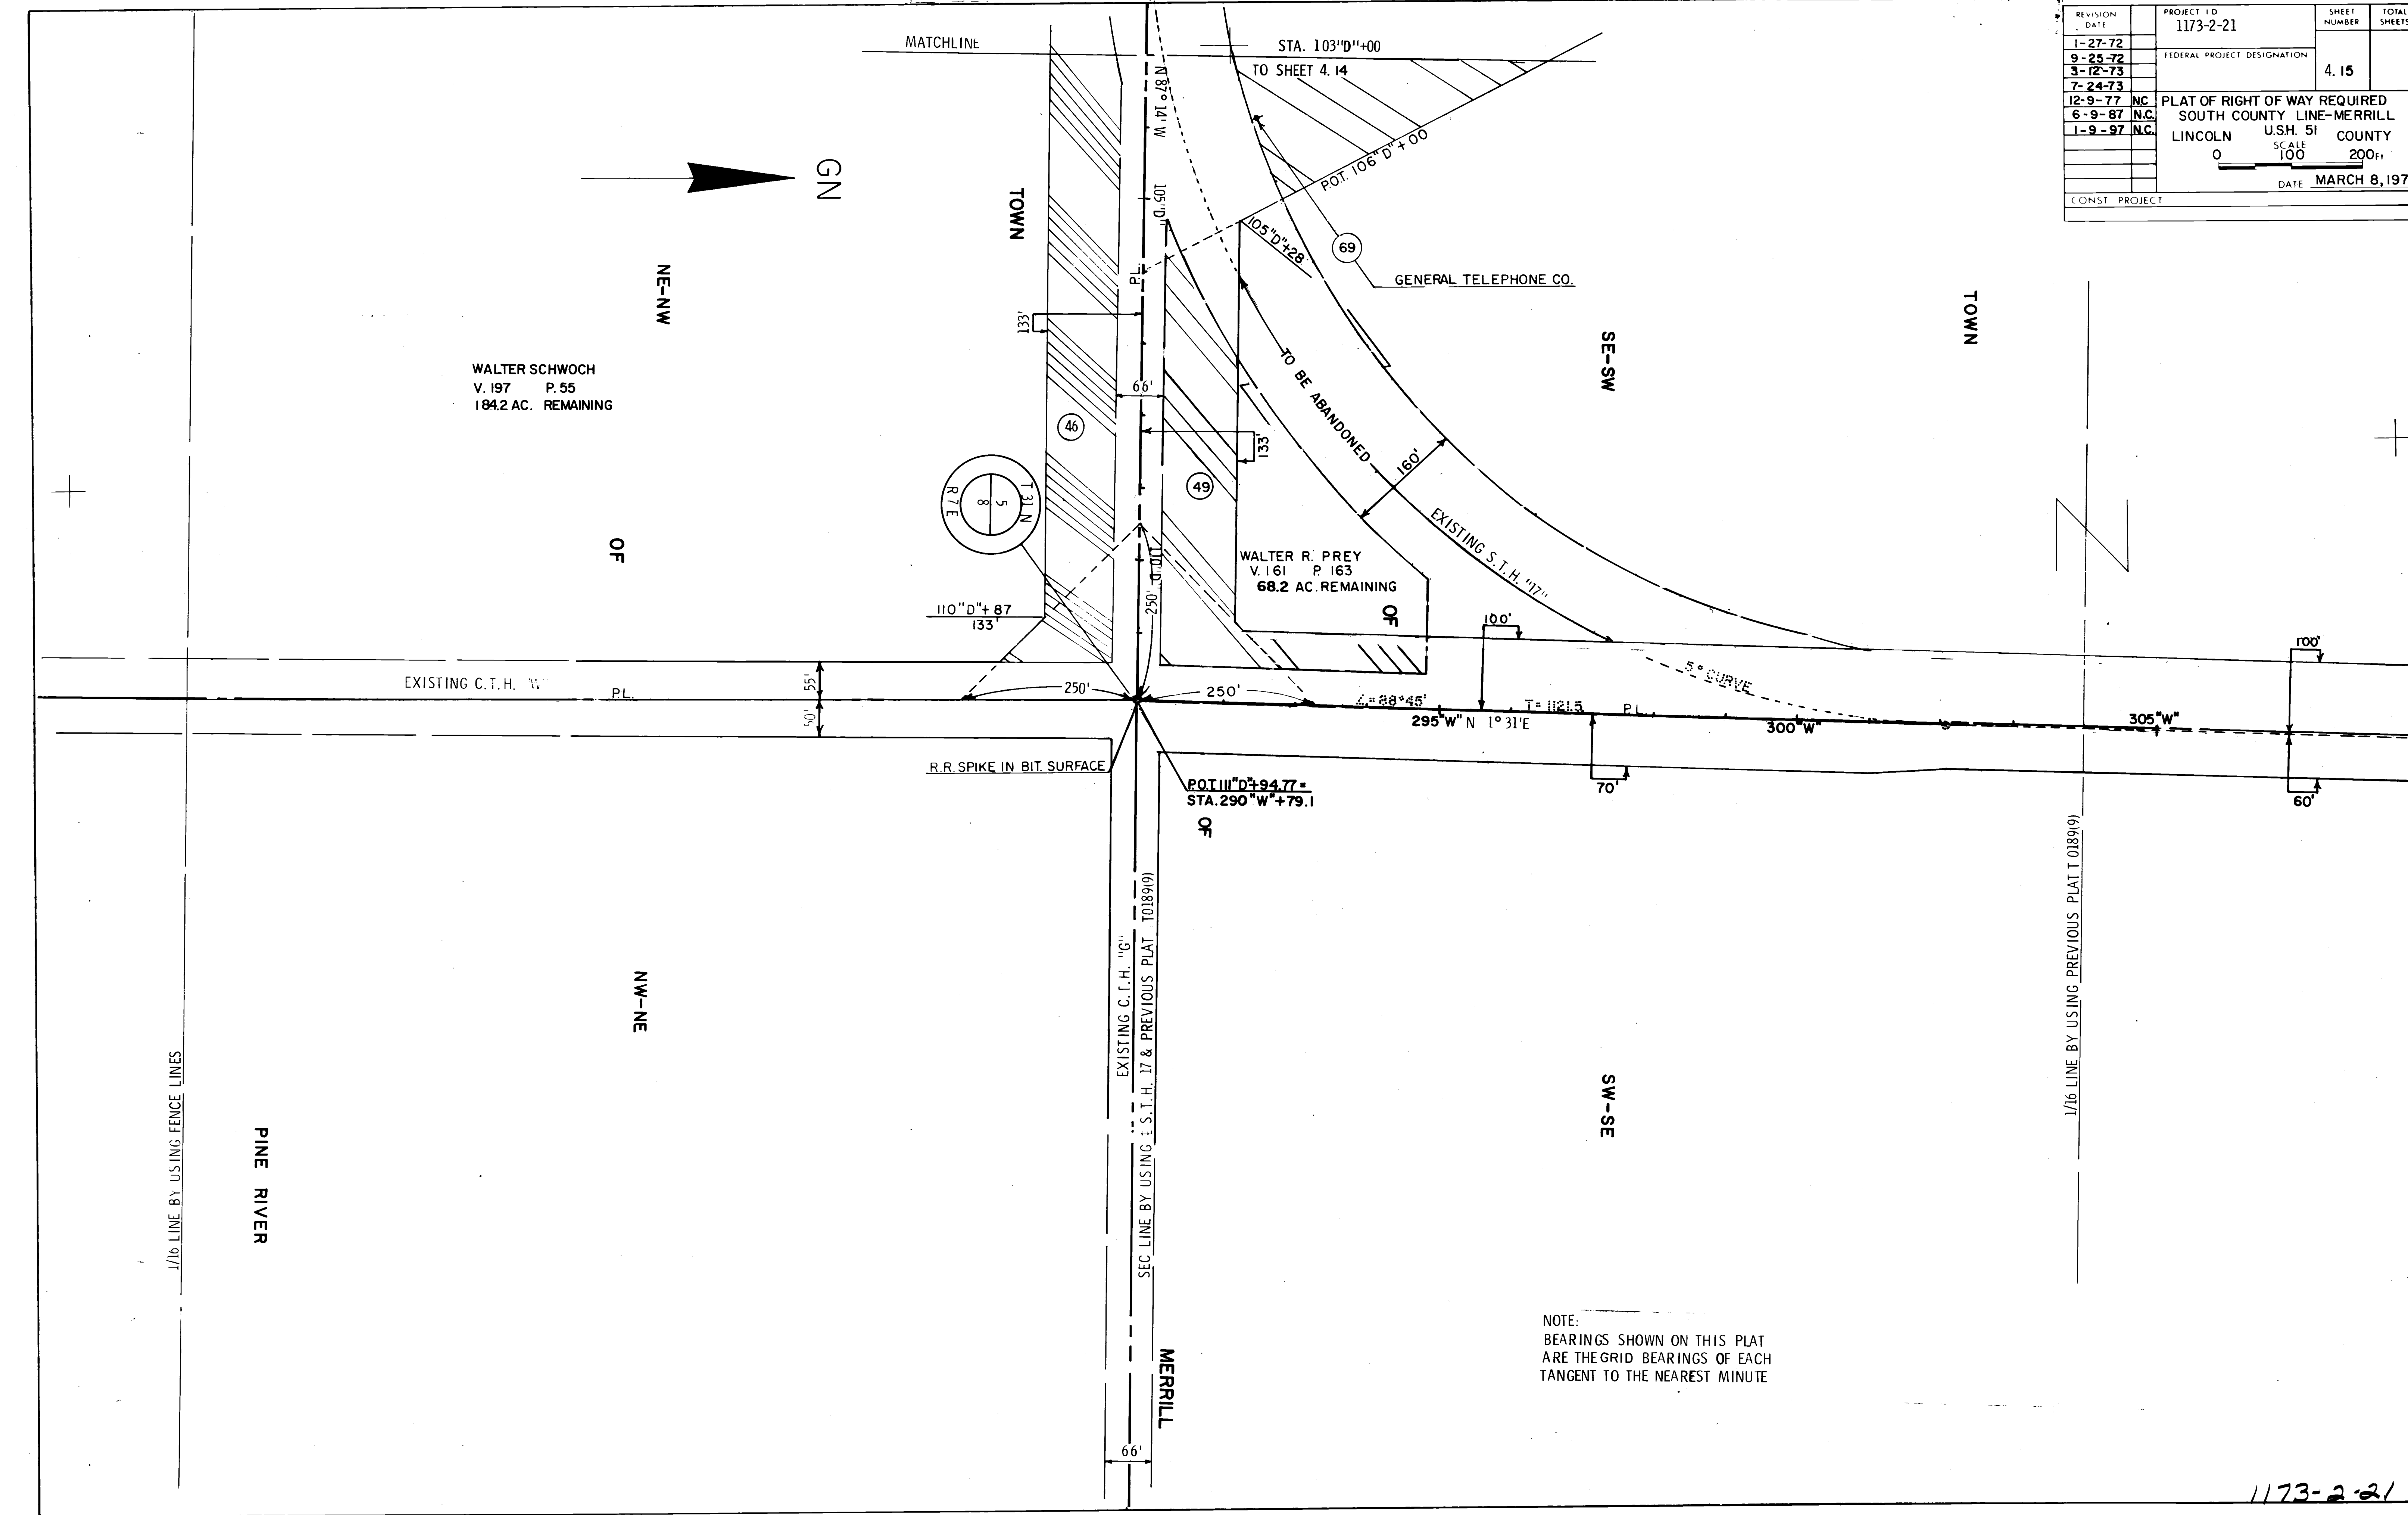 REVISION DATE
PROJECT I D
1173-2-21
SHEET NUMBER
TOTAL SHEETS
1-27-72
9-25-72
3-12-73
7-24-73
12-9-77 NC
6-9-87 N.C.
1-9-97 N.C.
FEDERAL PROJECT DESIGNATION
4.15
PLAT OF RIGHT OF WAY REQUIRED
SOUTH COUNTY LINE-MERRILL
U.S.H. 51
LINCOLN COUNTY
SCALE
0 100 200 Ft.
DATE MARCH 8, 197
CONST PROJECT
MATCHLINE
STA. 103"D"+00
TO SHEET 4.14
N 87° 14' W
P.O.T. 106"D"+00
GN
TOWN
105"D"
105"D"+28
69
GENERAL TELEPHONE CO.
NE-NW
P.L.
133'
TOWN
SE-SW
TO BE ABANDONED
WALTER SCHWOCH
V. 197 P. 55
184.2 AC. REMAINING
66'
46
133'
160'
49
T 31 N
5
8
R 7 E
EXISTING S.T.H. "17"
OF
110"D"
250'
WALTER R. PREY
V. 161 P. 163
68.2 AC. REMAINING
OF
110"D"+87
133'
100'
100'
EXISTING C.T.H. "W"
P.L.
55'
250'
250'
5° CURVE
∠=88°45'
T=1121.5
P.L.
295"W"
N 1°31'E
300"W"
305"W"
R.R. SPIKE IN BIT. SURFACE
P.O.T. 111"D"+94.77=
STA. 290"W"+79.1
70'
60'
OF
1/16 LINE BY USING PREVIOUS PLAT T 0189(9)
EXISTING C.T.H. "G"
SEC LINE BY USING £ S.T.H. 17 & PREVIOUS PLAT T0189(9)
NW-NE
SW-SE
1/16 LINE BY USING FENCE LINES
PINE RIVER
MERRILL
66'
NOTE:
BEARINGS SHOWN ON THIS PLAT
ARE THE GRID BEARINGS OF EACH
TANGENT TO THE NEAREST MINUTE
1173-2-21